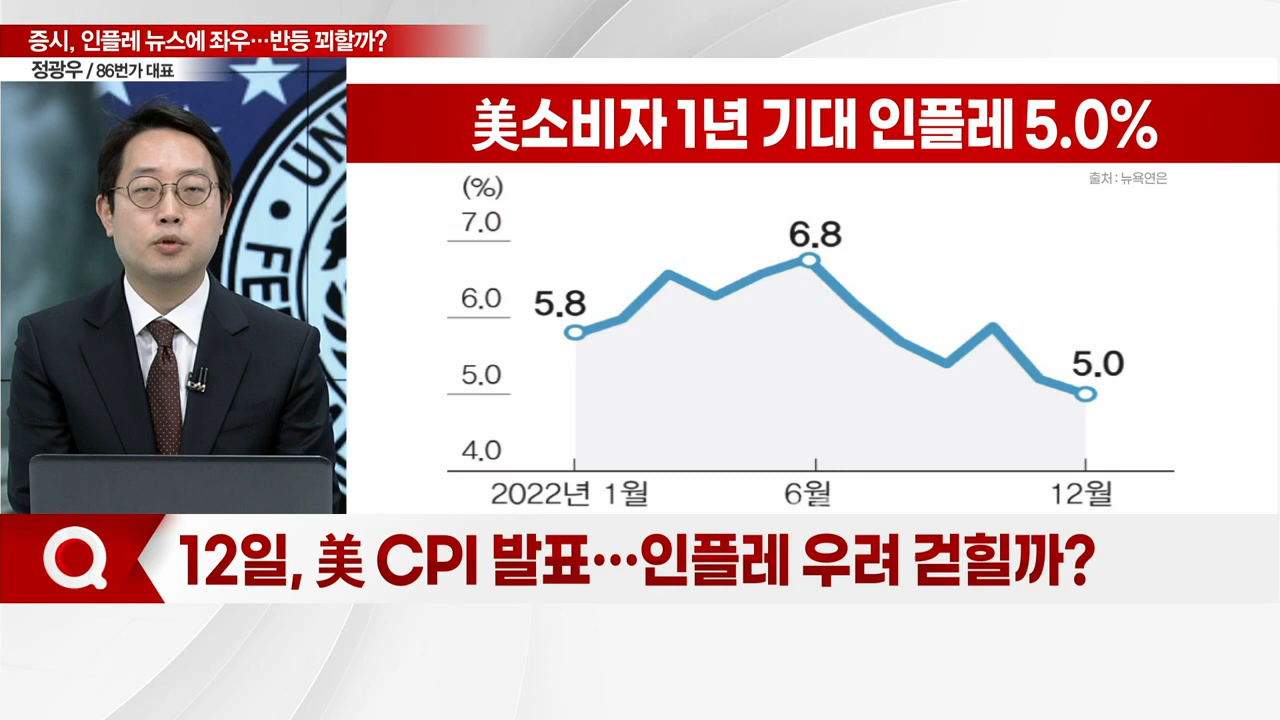 증시, 인플레 뉴스에 좌우…반등 꾀할까?
정광우 / 86번가 대표
UN
FE
美소비자 1년 기대 인플레 5.0%
출처 : 뉴욕연은
(%)
7.0
6.0
5.0
4.0
5.8
6.8
5.0
2022년 1월
6월
12월
Q
12일, 美 CPI 발표…인플레 우려 걷힐까?